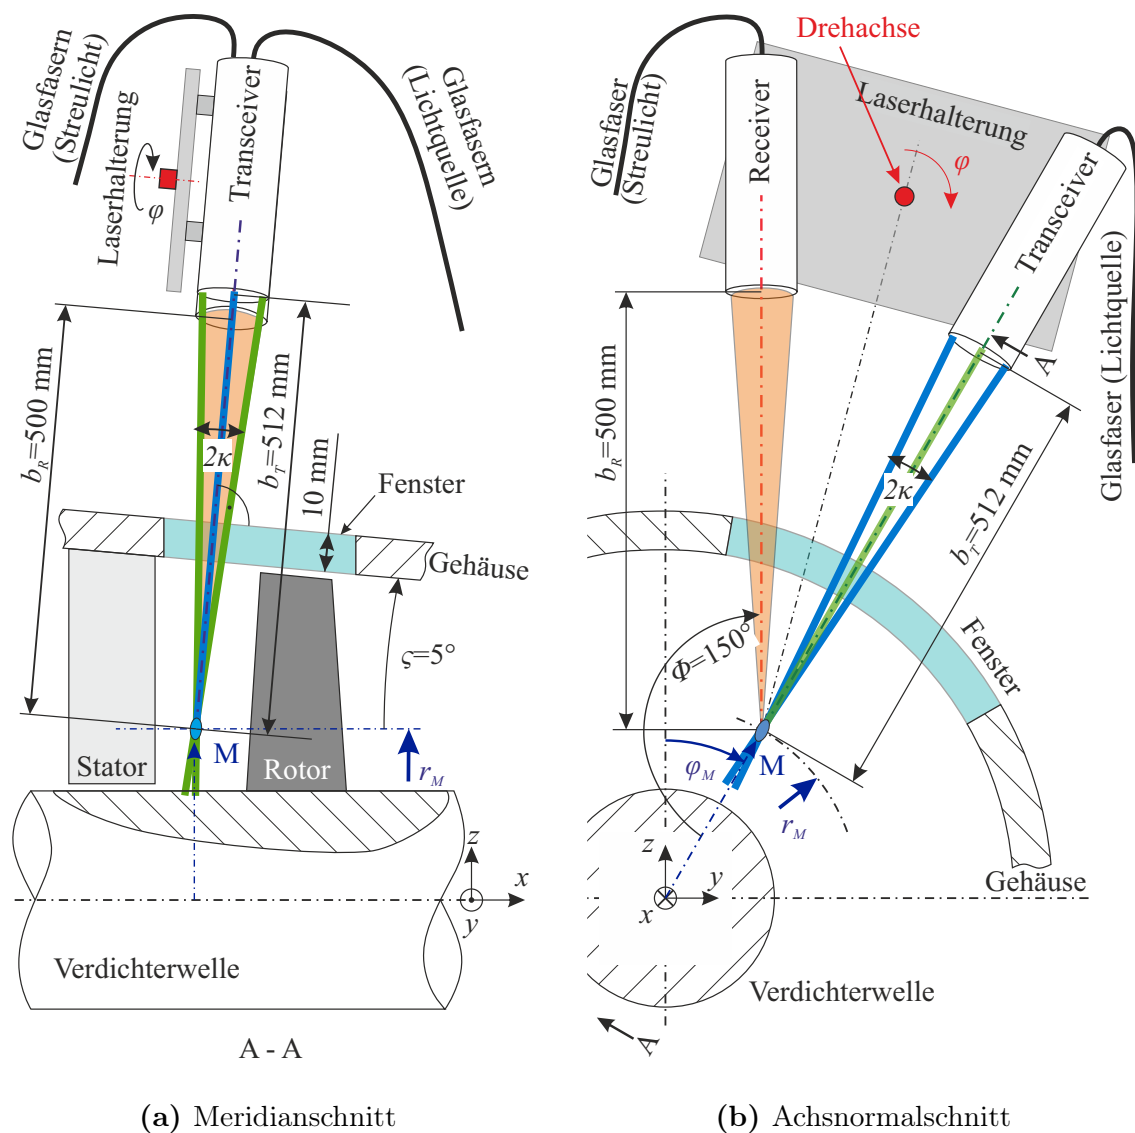 Glasfasern
(Streulicht)
Laserhalterung
φ
Transceiver
Glasfasern
(Lichtquelle)
b_R=500 mm
2κ
b_T=512 mm
10 mm
Fenster
Gehäuse
ς=5°
Stator
M
Rotor
r_M
z
x
y
Verdichterwelle
A - A
(a) Meridianschnitt
Drehachse
Glasfaser
(Streulicht)
Receiver
Laserhalterung
φ
Transceiver
A
Glasfaser (Lichtquelle)
b_R=500 mm
2κ
b_T=512 mm
Φ=150°
Fenster
φ_M
M
r_M
z
y
x
Gehäuse
Verdichterwelle
A
(b) Achsnormalschnitt